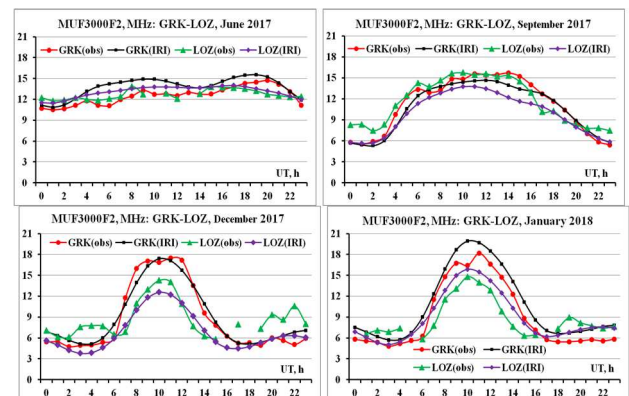 MUF3000F2, MHz: GRK-LOZ, June 2017
21
GRK(obs) GRK(IRI) LOZ(obs) LOZ(IRI)
18
15
12
9
6
3
0
UT, h
0 2 4 6 8 10 12 14 16 18 20 22
MUF3000F2, MHz: GRK-LOZ, September 2017
21
GRK(obs) GRK(IRI) LOZ(obs) LOZ(IRI)
18
15
12
9
6
3
0
UT, h
0 2 4 6 8 10 12 14 16 18 20 22
MUF3000F2, MHz: GRK-LOZ, December 2017
21
GRK(obs) GRK(IRI) LOZ(obs) LOZ(IRI)
18
15
12
9
6
3
0
UT, h
0 2 4 6 8 10 12 14 16 18 20 22
MUF3000F2, MHz: GRK-LOZ, January 2018
21
18
15
12
9
6
3
0
GRK(obs) GRK(IRI)
LOZ(obs) LOZ(IRI)
UT, h
0 2 4 6 8 10 12 14 16 18 20 22